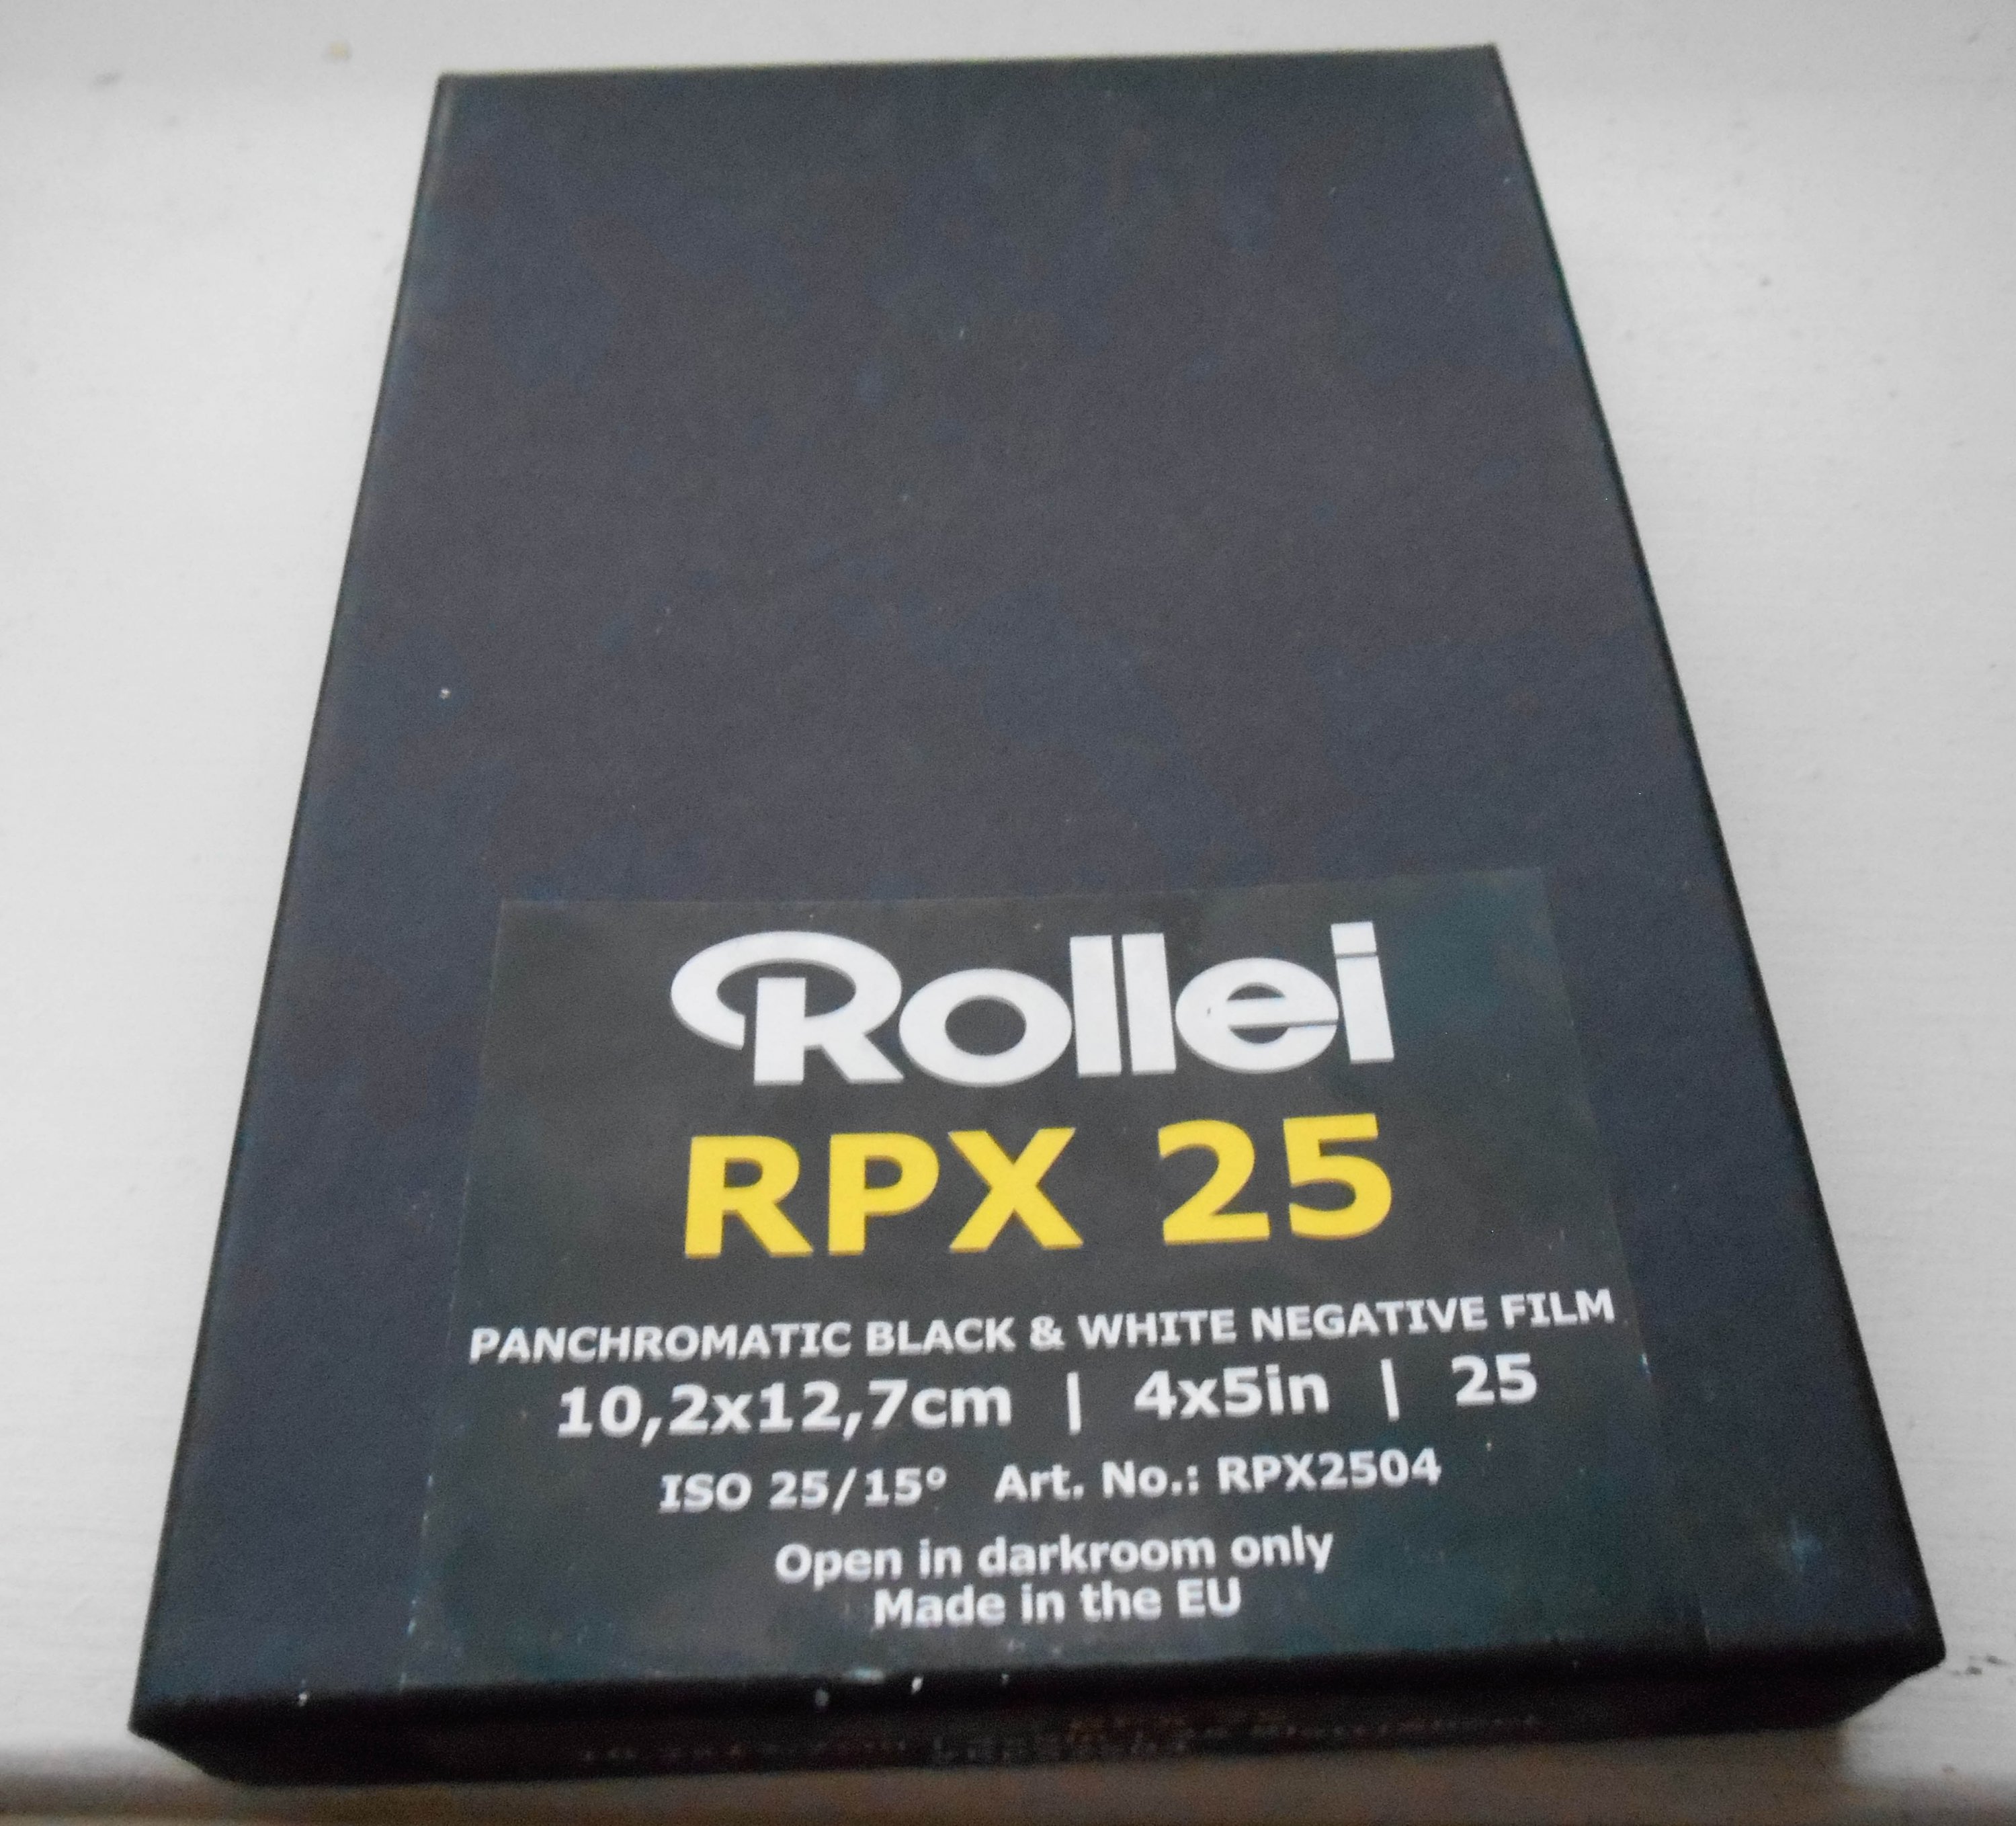 Rollei
RPX 25
PANCHROMATIC BLACK & WHITE NEGATIVE FILM
10,2x12,7cm | 4x5in | 25
ISO 25/15° Art. No.: RPX2504
Open in darkroom only
Made in the EU